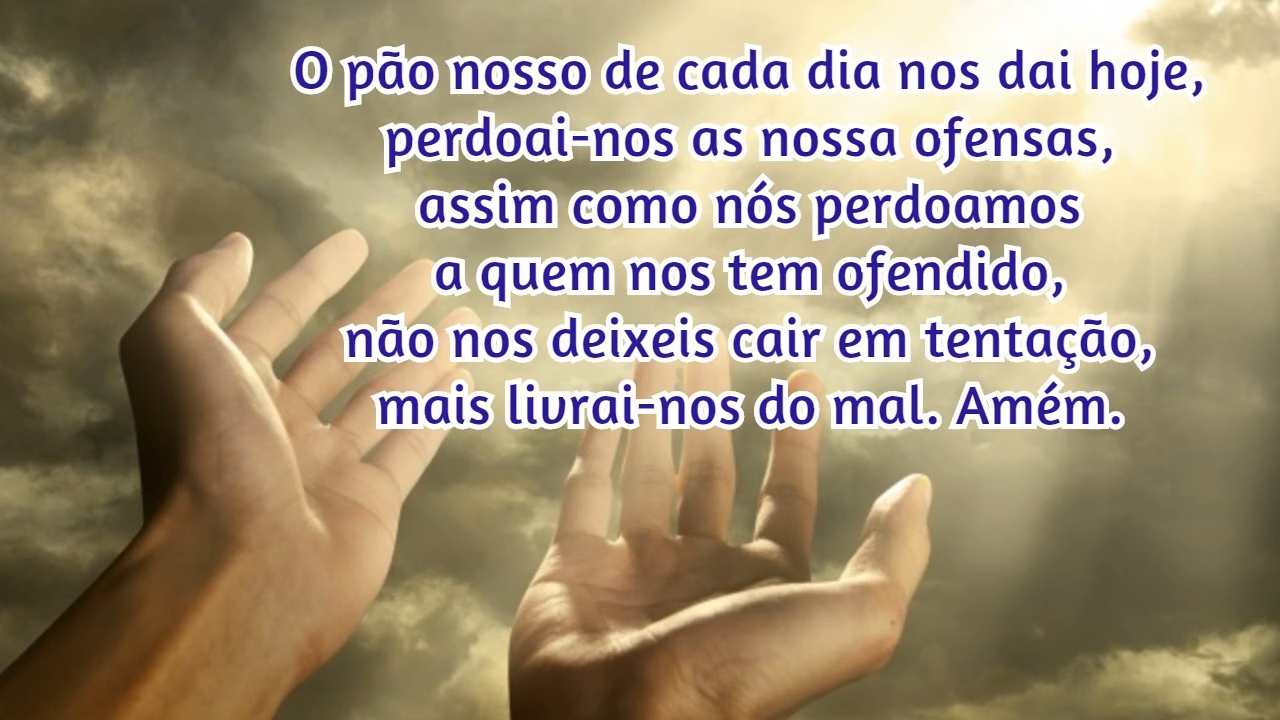 O pão nosso de cada dia nos dai hoje,
perdoai-nos as nossa ofensas,
assim como nós perdoamos
a quem nos tem ofendido,
não nos deixeis cair em tentação,
mais livrai-nos do mal. Amém.